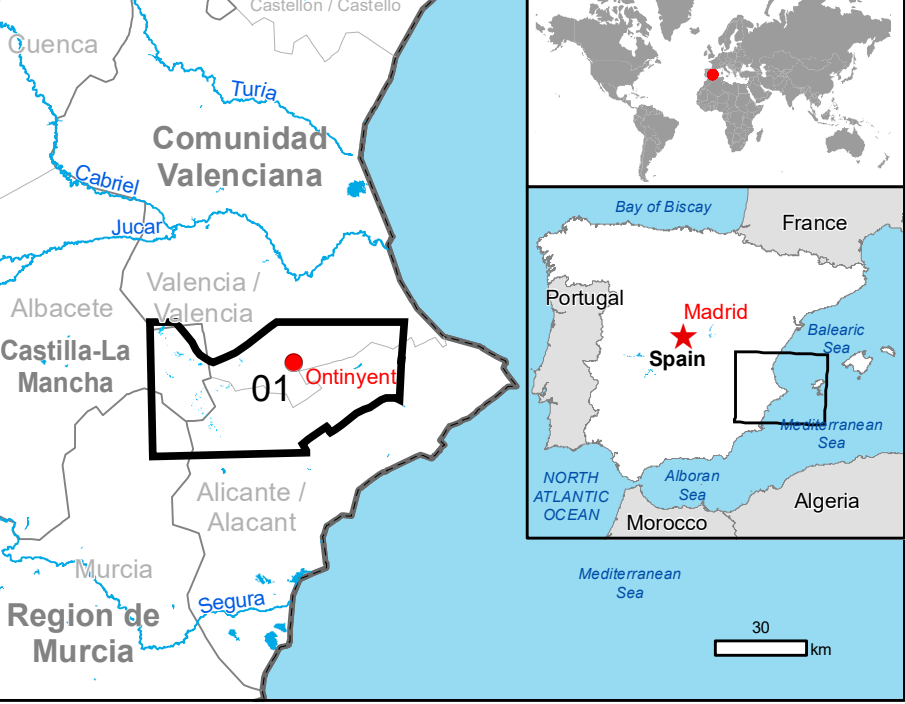 Castellón / Castello
Cuenca
Turia
Comunidad
Valenciana
Cabriel
Jucar
Valencia /
Valencia
Albacete
Castilla-La
Mancha
01
Ontinyent
Alicante /
Alacant
Murcia
Segura
Region de
Murcia
Bay of Biscay
France
Portugal
Madrid
Spain
Balearic
Sea
Mediterranean
Sea
NORTH
ATLANTIC
OCEAN
Alboran
Sea
Algeria
Morocco
Mediterranean
Sea
30
km